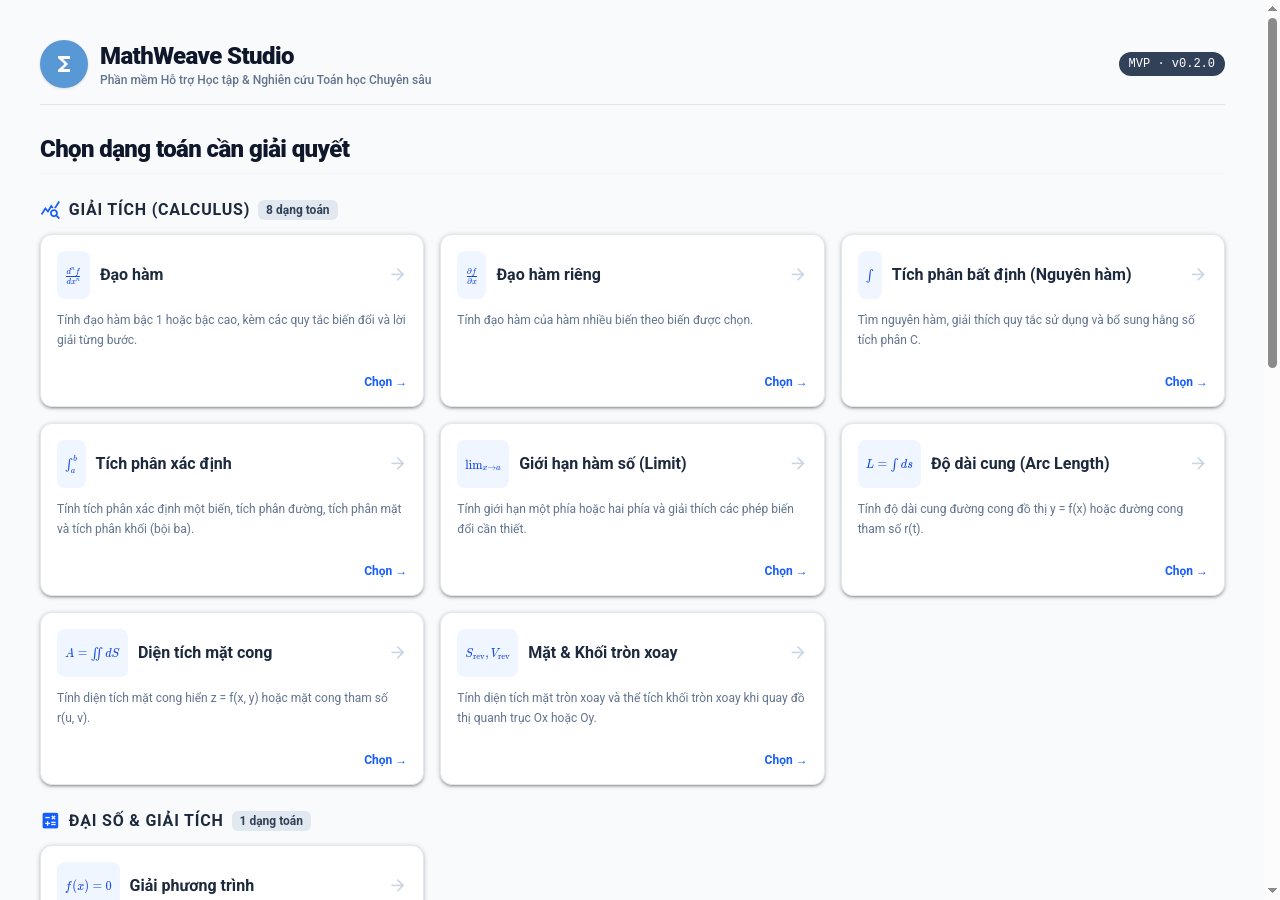 Σ
MathWeave Studio
Phần mềm Hỗ trợ Học tập & Nghiên cứu Toán học Chuyên sâu
MVP · v0.2.0
Chọn dạng toán cần giải quyết
GIẢI TÍCH (CALCULUS) 8 dạng toán
dⁿf/dxⁿ Đạo hàm →
Tính đạo hàm bậc 1 hoặc bậc cao, kèm các quy tắc biến đổi và lời
giải từng bước.
Chọn →
∂f/∂x Đạo hàm riêng →
Tính đạo hàm của hàm nhiều biến theo biến được chọn.
Chọn →
∫ Tích phân bất định (Nguyên hàm) →
Tìm nguyên hàm, giải thích quy tắc sử dụng và bổ sung hằng số
tích phân C.
Chọn →
∫ₐᵇ Tích phân xác định →
Tính tích phân xác định một biến, tích phân đường, tích phân mặt
và tích phân khối (bội ba).
Chọn →
lim x→a Giới hạn hàm số (Limit) →
Tính giới hạn một phía hoặc hai phía và giải thích các phép biến
đổi cần thiết.
Chọn →
L = ∫ ds Độ dài cung (Arc Length) →
Tính độ dài cung đường cong đồ thị y = f(x) hoặc đường cong
tham số r(t).
Chọn →
A = ∬ dS Diện tích mặt cong →
Tính diện tích mặt cong hiển z = f(x, y) hoặc mặt cong tham số
r(u, v).
Chọn →
S_rev, V_rev Mặt & Khối tròn xoay →
Tính diện tích mặt tròn xoay và thể tích khối tròn xoay khi quay đồ
thị quanh trục Ox hoặc Oy.
Chọn →
ĐẠI SỐ & GIẢI TÍCH 1 dạng toán
f(x) = 0 Giải phương trình →